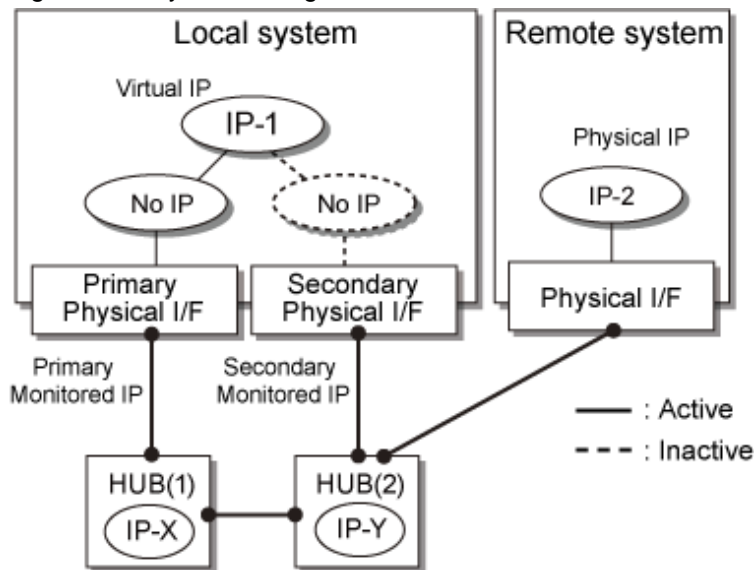 Local system
Remote system
Virtual IP
IP-1
Physical IP
No IP
No IP
IP-2
Primary
Physical I/F
Secondary
Physical I/F
Physical I/F
Primary
Monitored IP
Secondary
Monitored IP
: Active
: Inactive
HUB(1)
IP-X
HUB(2)
IP-Y